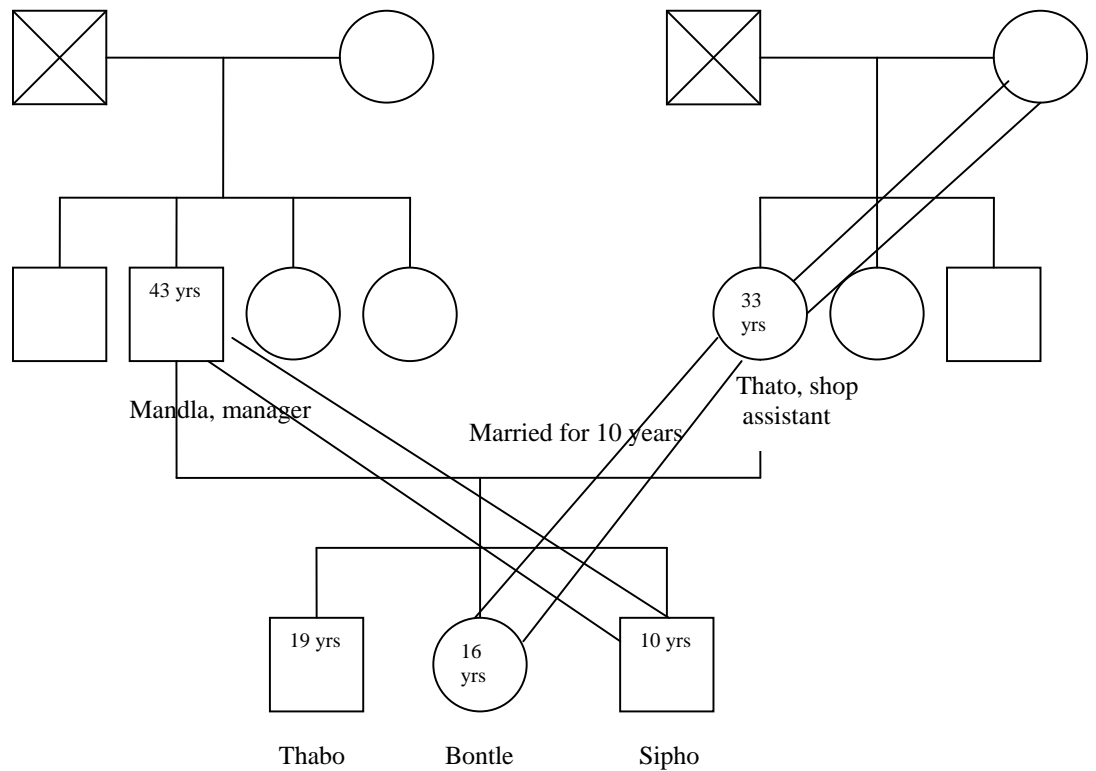 43 yrs
33
yrs
Mandla, manager
Thato, shop
assistant
Married for 10 years
19 yrs
16
yrs
10 yrs
Thabo
Bontle
Sipho